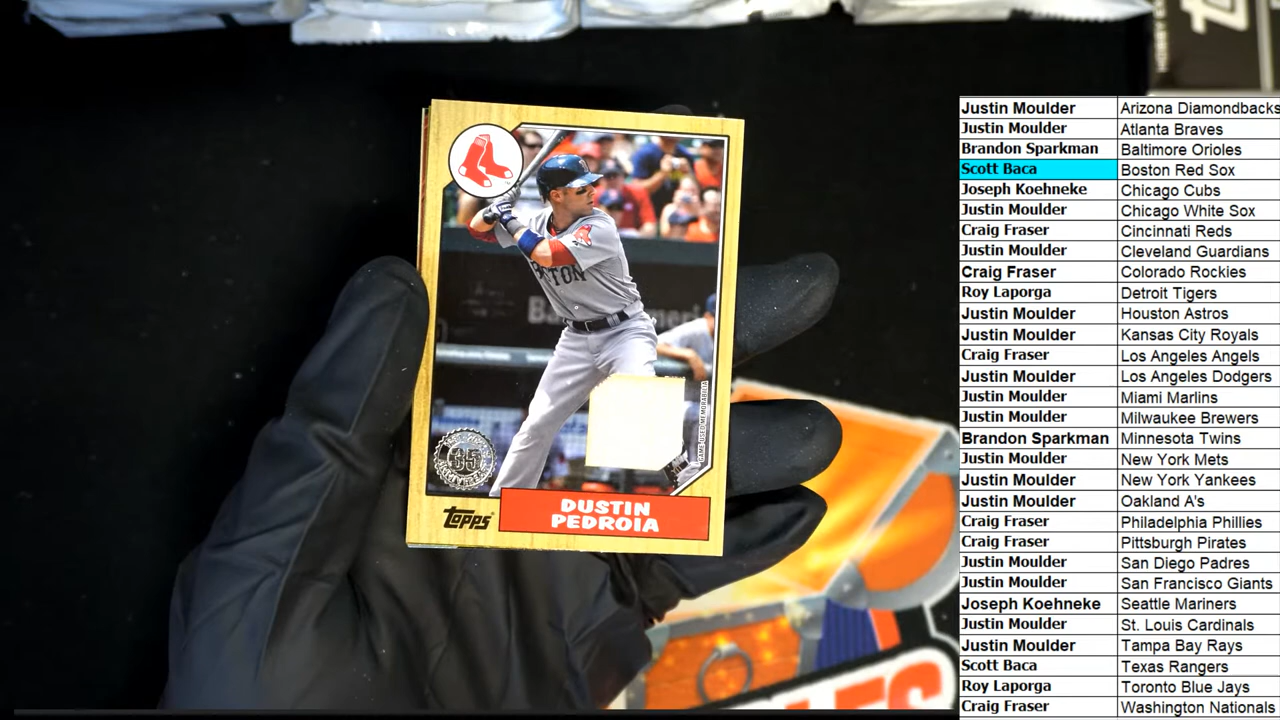 BOSTON
GAME-USED MEMORABILIA
35
Topps
DUSTIN
PEDROIA
Justin Moulder Arizona Diamondbacks
Justin Moulder Atlanta Braves
Brandon Sparkman Baltimore Orioles
Scott Baca Boston Red Sox
Joseph Koehneke Chicago Cubs
Justin Moulder Chicago White Sox
Craig Fraser Cincinnati Reds
Justin Moulder Cleveland Guardians
Craig Fraser Colorado Rockies
Roy Laporga Detroit Tigers
Justin Moulder Houston Astros
Justin Moulder Kansas City Royals
Craig Fraser Los Angeles Angels
Justin Moulder Los Angeles Dodgers
Justin Moulder Miami Marlins
Justin Moulder Milwaukee Brewers
Brandon Sparkman Minnesota Twins
Justin Moulder New York Mets
Justin Moulder New York Yankees
Justin Moulder Oakland A's
Craig Fraser Philadelphia Phillies
Craig Fraser Pittsburgh Pirates
Justin Moulder San Diego Padres
Justin Moulder San Francisco Giants
Joseph Koehneke Seattle Mariners
Justin Moulder St. Louis Cardinals
Justin Moulder Tampa Bay Rays
Scott Baca Texas Rangers
Roy Laporga Toronto Blue Jays
Craig Fraser Washington Nationals